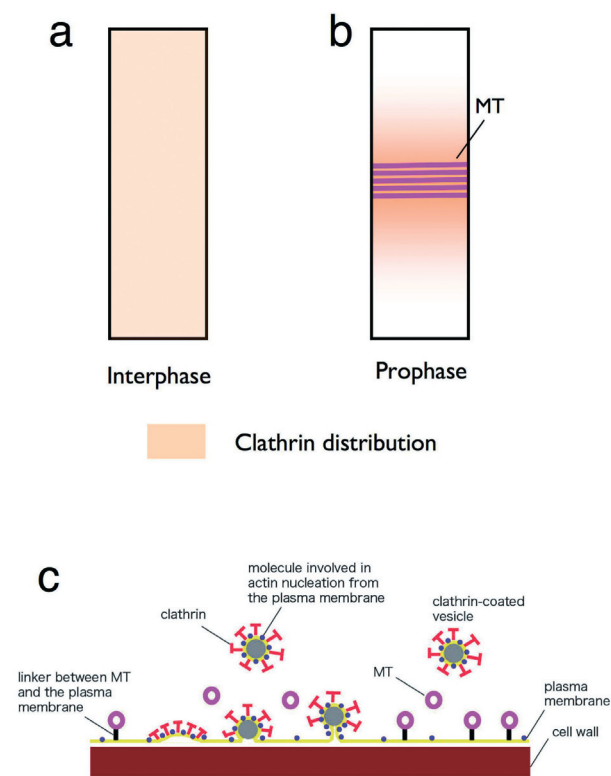 a
b
MT
Interphase
Prophase
Clathrin distribution
c
molecule involved in
actin nucleation from
the plasma membrane
clathrin
clathrin-coated
vesicle
linker between MT
and the plasma
membrane
MT
plasma
membrane
cell wall